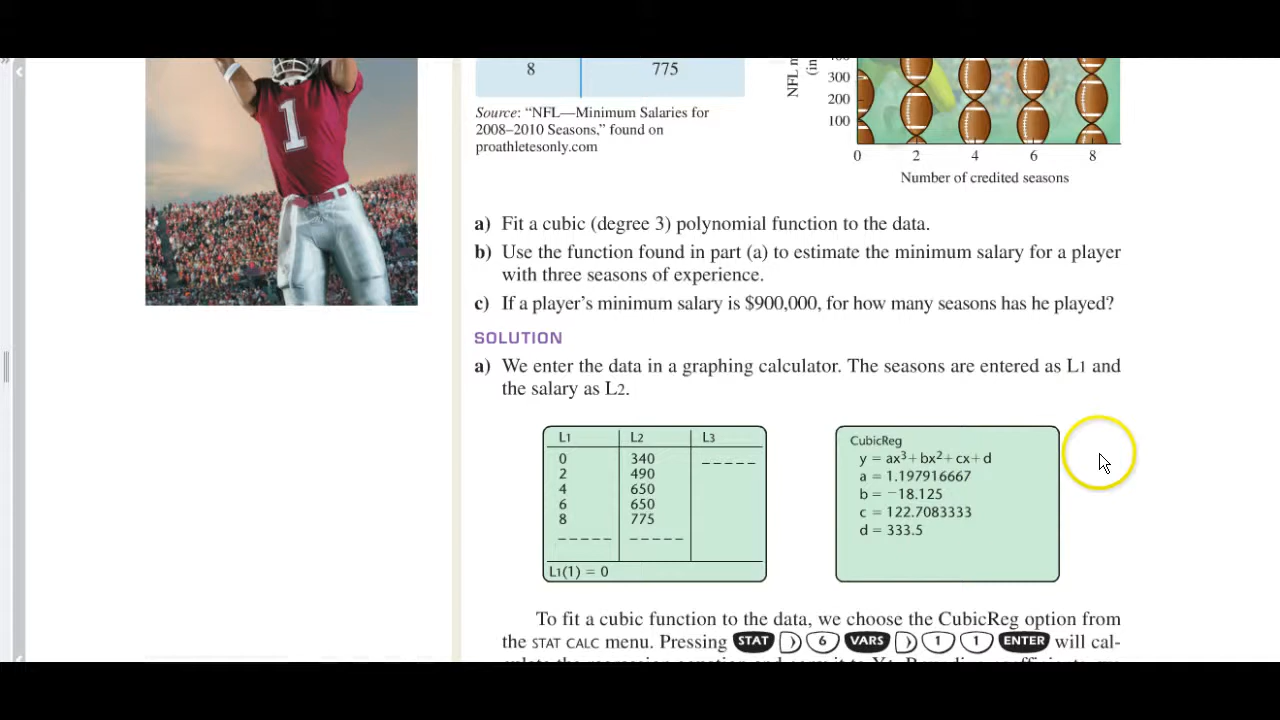 8 775
Source: “NFL—Minimum Salaries for
2008–2010 Seasons,” found on
proathletesonly.com
1
NFL m
(in
300
200
100
0 2 4 6 8
Number of credited seasons
a) Fit a cubic (degree 3) polynomial function to the data.
b) Use the function found in part (a) to estimate the minimum salary for a player
with three seasons of experience.
c) If a player’s minimum salary is $900,000, for how many seasons has he played?
SOLUTION
a) We enter the data in a graphing calculator. The seasons are entered as L1 and
the salary as L2.
L1 L2 L3
0 340 -----
2 490
4 650
6 650
8 775
----- -----
L1(1) = 0
CubicReg
y = ax³+ bx²+ cx+ d
a = 1.197916667
b = −18.125
c = 122.7083333
d = 333.5
To fit a cubic function to the data, we choose the CubicReg option from
the STAT CALC menu. Pressing STAT ) 6 VARS ) 1 1 ENTER will cal-